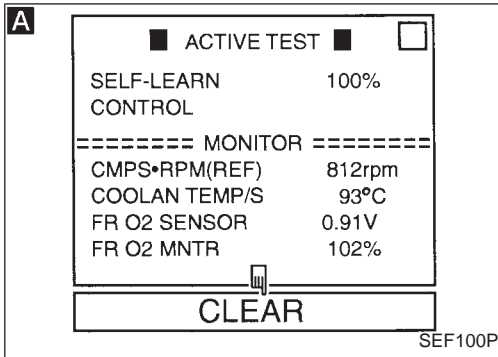 A
ACTIVE TEST
SELF-LEARN 100%
CONTROL
======== MONITOR ========
CMPS•RPM(REF) 812rpm
COOLAN TEMP/S 93°C
FR O2 SENSOR 0.91V
FR O2 MNTR 102%
CLEAR
SEF100P